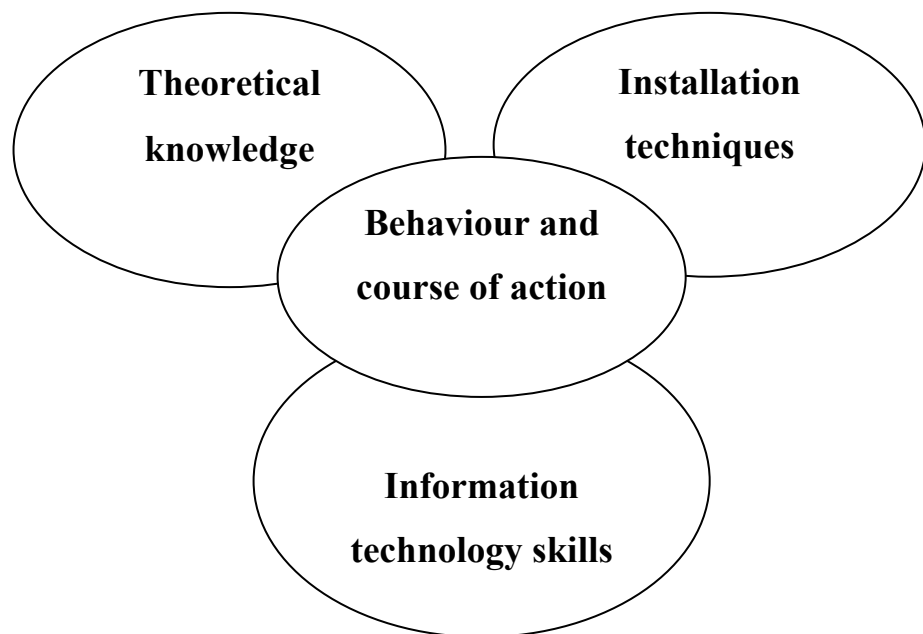 Theoretical
knowledge
Installation
techniques
Behaviour and
course of action
Information
technology skills